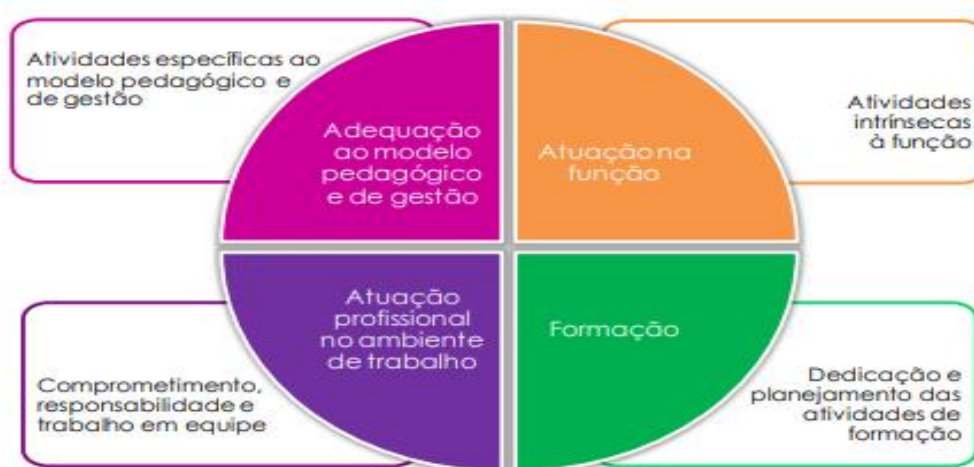 Atividades específicas ao
modelo pedagógico e
de gestão
Adequação
ao modelo
pedagógico
e de gestão
Atuação na
função
Atividades
intrínsecas
à função
Comprometimento,
responsabilidade e
trabalho em equipe
Atuação
profissional
no ambiente
de trabalho
Formação
Dedicação e
planejamento das
atividades de
formação